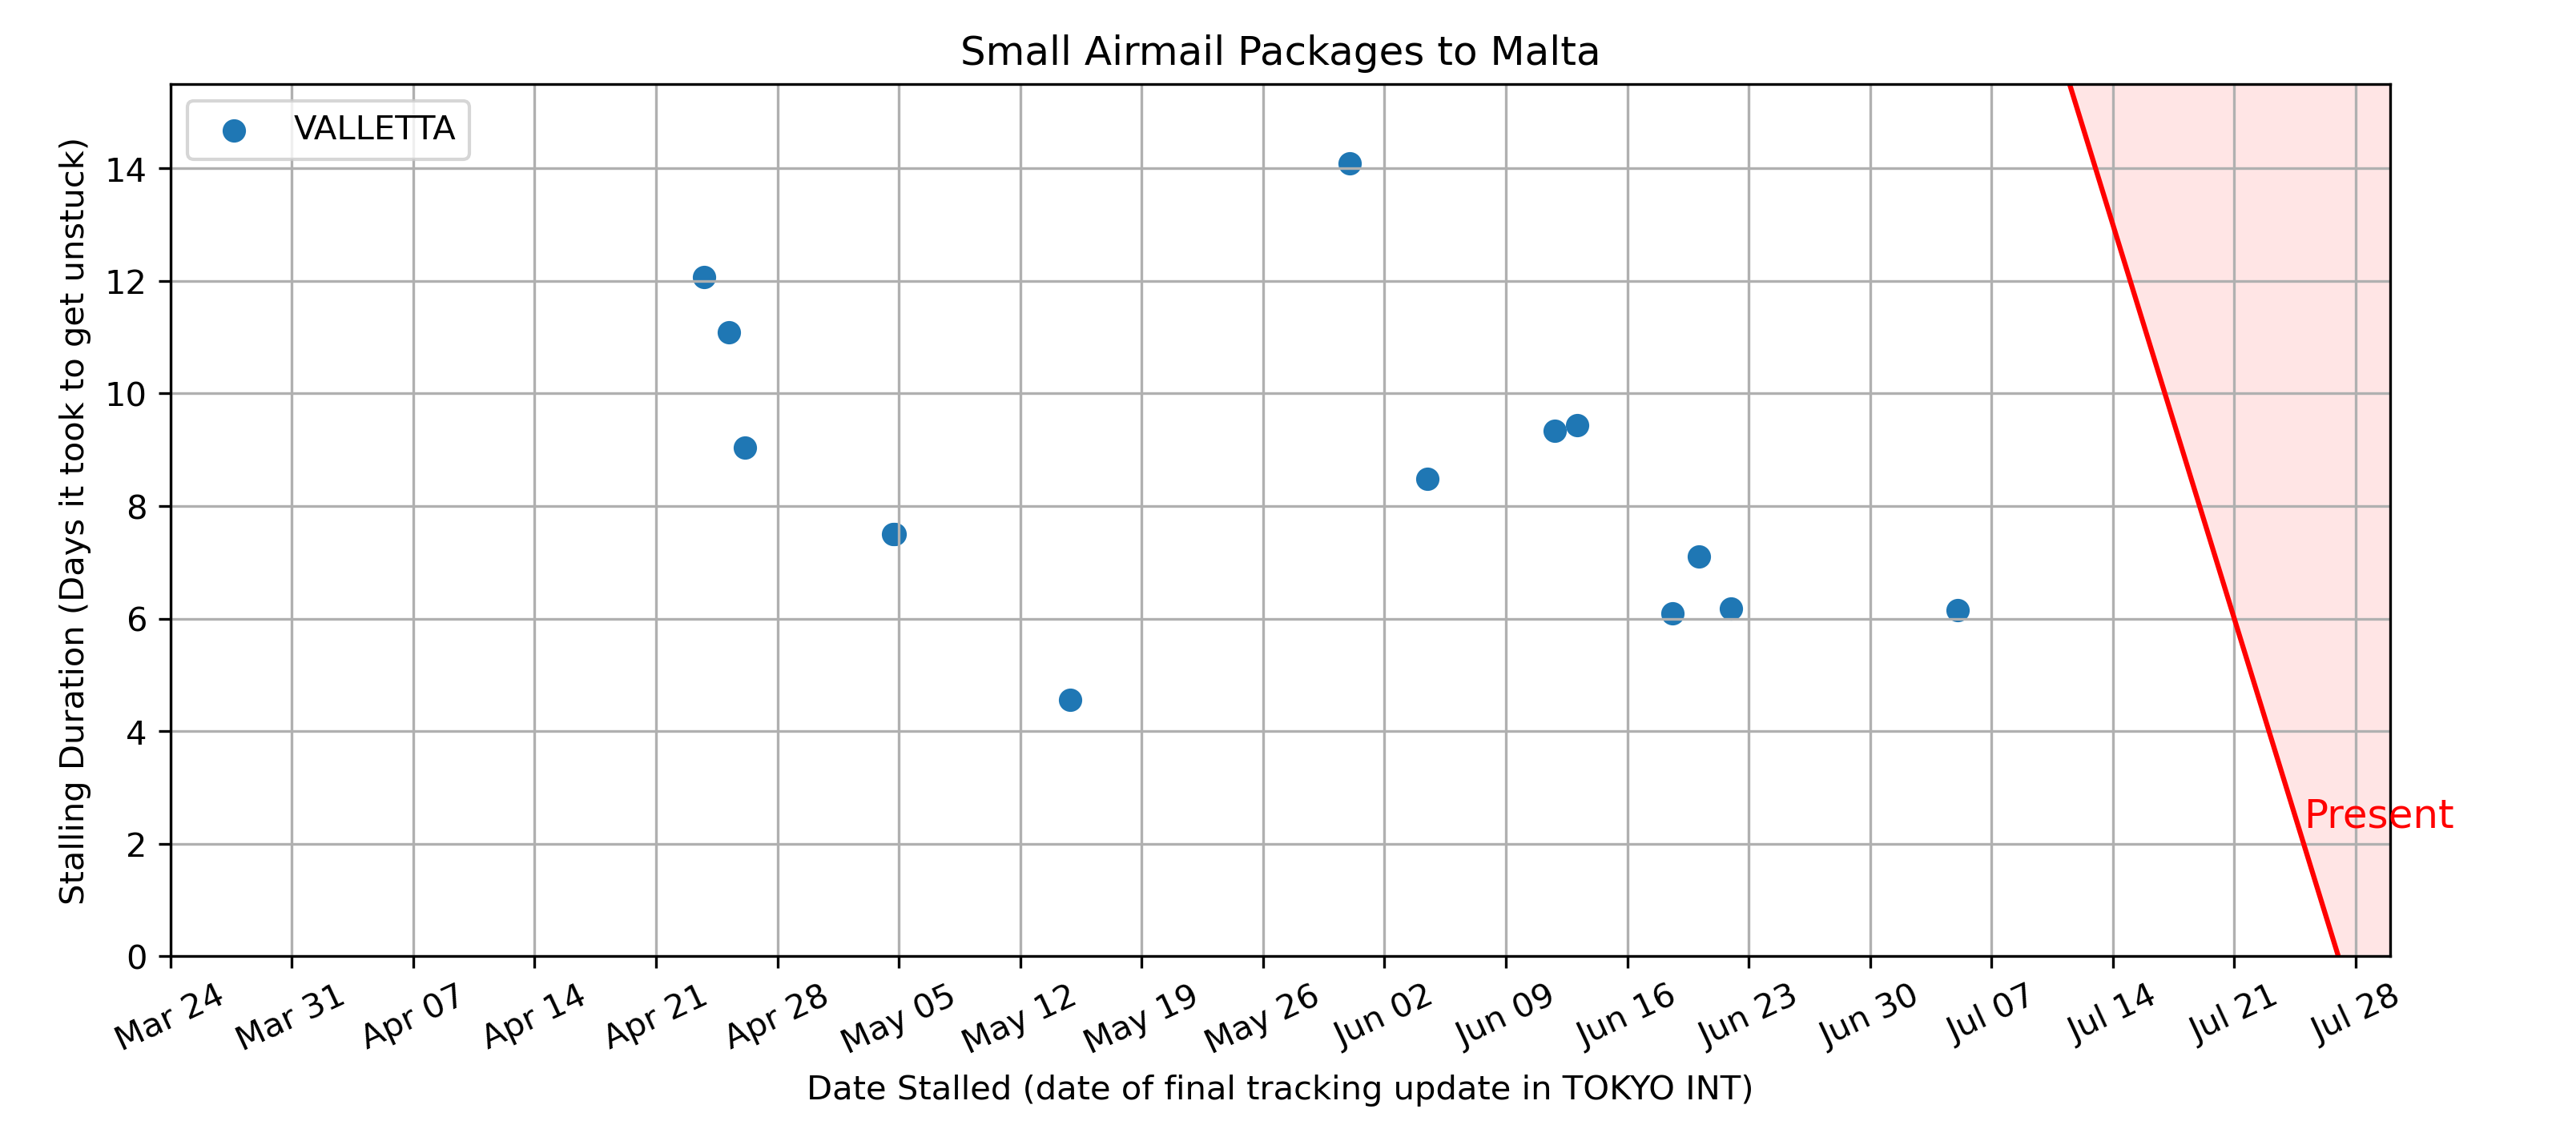 Small Airmail Packages to Malta
VALLETTA
Stalling Duration (Days it took to get unstuck)
14
12
10
8
6
4
2
0
Present
Mar 24 Mar 31 Apr 07 Apr 14 Apr 21 Apr 28 May 05 May 12 May 19 May 26 Jun 02 Jun 09 Jun 16 Jun 23 Jun 30 Jul 07 Jul 14 Jul 21 Jul 28
Date Stalled (date of final tracking update in TOKYO INT)